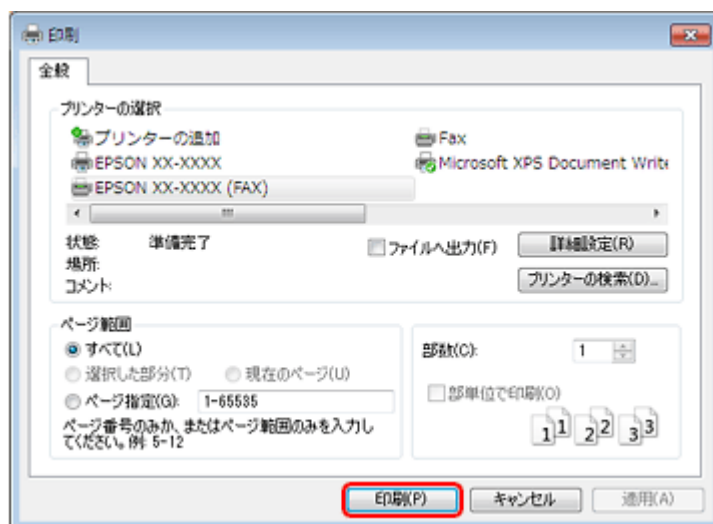 印刷
全般
プリンターの選択
プリンターの追加
Fax
EPSON XX-XXXX
Microsoft XPS Document Write
EPSON XX-XXXX (FAX)
状態: 準備完了
場所:
コメント:
ファイルへ出力(F)
詳細設定(R)
プリンターの検索(D)...
ページ範囲
すべて(L)
選択した部分(T) 現在のページ(U)
ページ指定(G): 1-65535
ページ番号のみか、またはページ範囲のみを入力し
てください。例: 5-12
部数(C): 1
部単位で印刷(O)
1 1 2 2 3 3
印刷(P) キャンセル 適用(A)